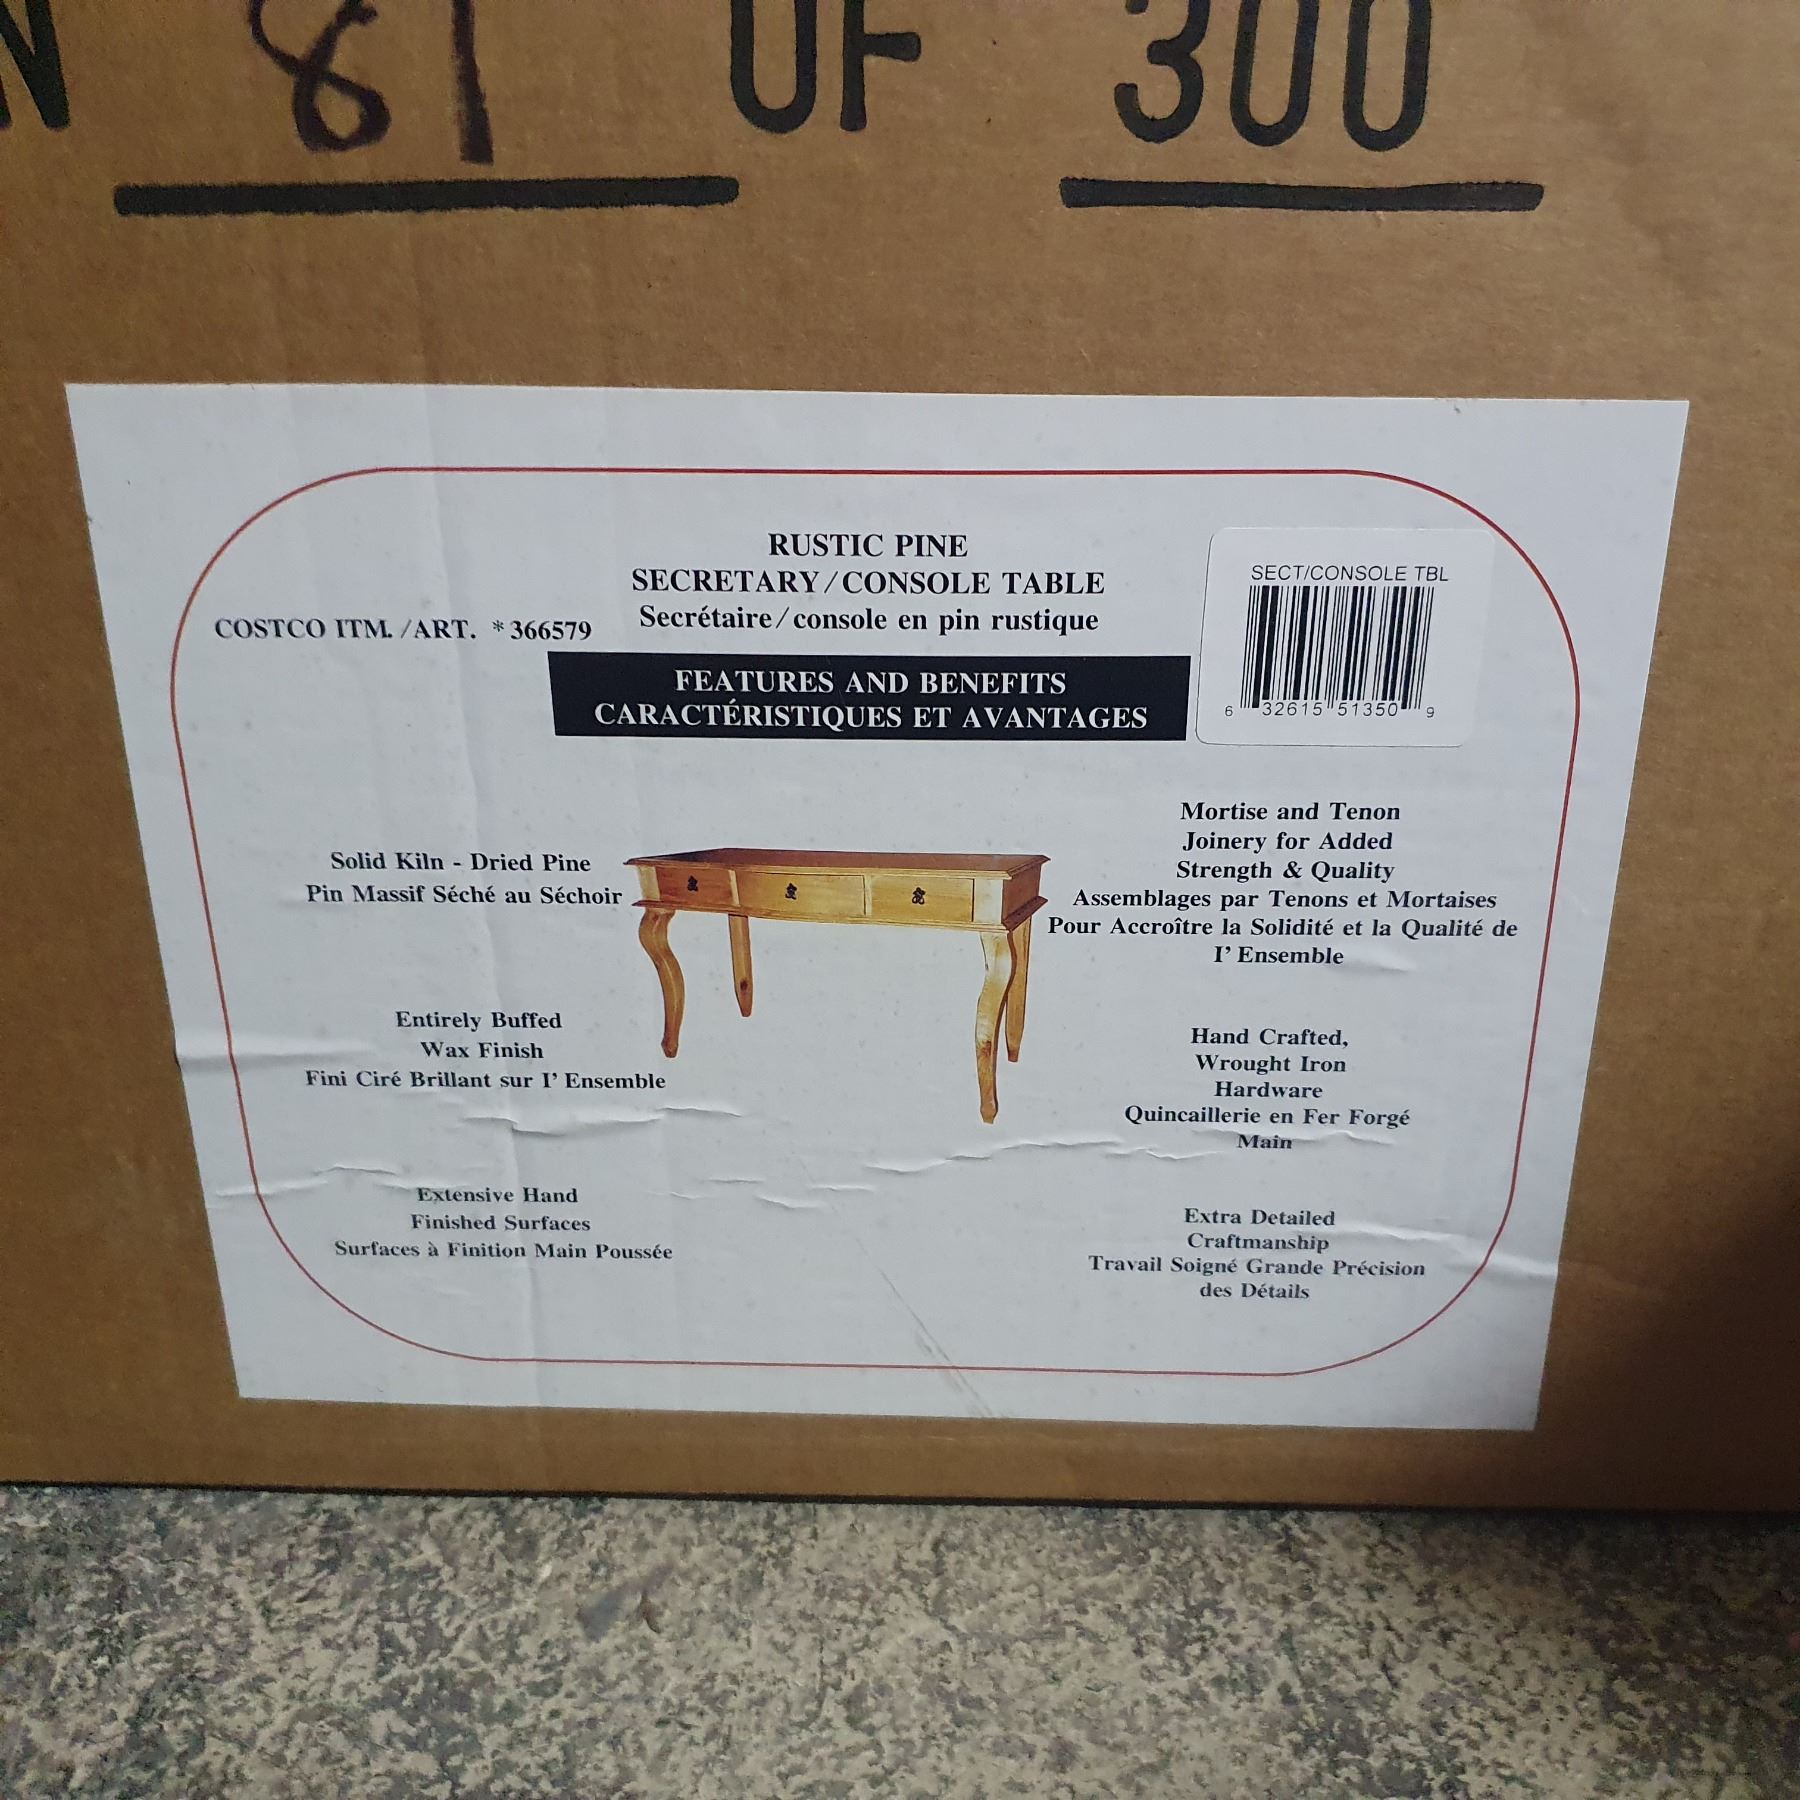 81 OF 300
RUSTIC PINE
SECRETARY/CONSOLE TABLE
Secrétaire/console en pin rustique
COSTCO ITM. /ART. *366579
SECT/CONSOLE TBL
6 32615 51350 9
FEATURES AND BENEFITS
CARACTÉRISTIQUES ET AVANTAGES
Solid Kiln - Dried Pine
Pin Massif Séché au Séchoir
Mortise and Tenon
Joinery for Added
Strength & Quality
Assemblages par Tenons et Mortaises
Pour Accroître la Solidité et la Qualité de
I' Ensemble
Entirely Buffed
Wax Finish
Fini Ciré Brillant sur I' Ensemble
Hand Crafted,
Wrought Iron
Hardware
Quincaillerie en Fer Forgé
Main
Extensive Hand
Finished Surfaces
Surfaces à Finition Main Poussée
Extra Detailed
Craftmanship
Travail Soigné Grande Précision
des Détails